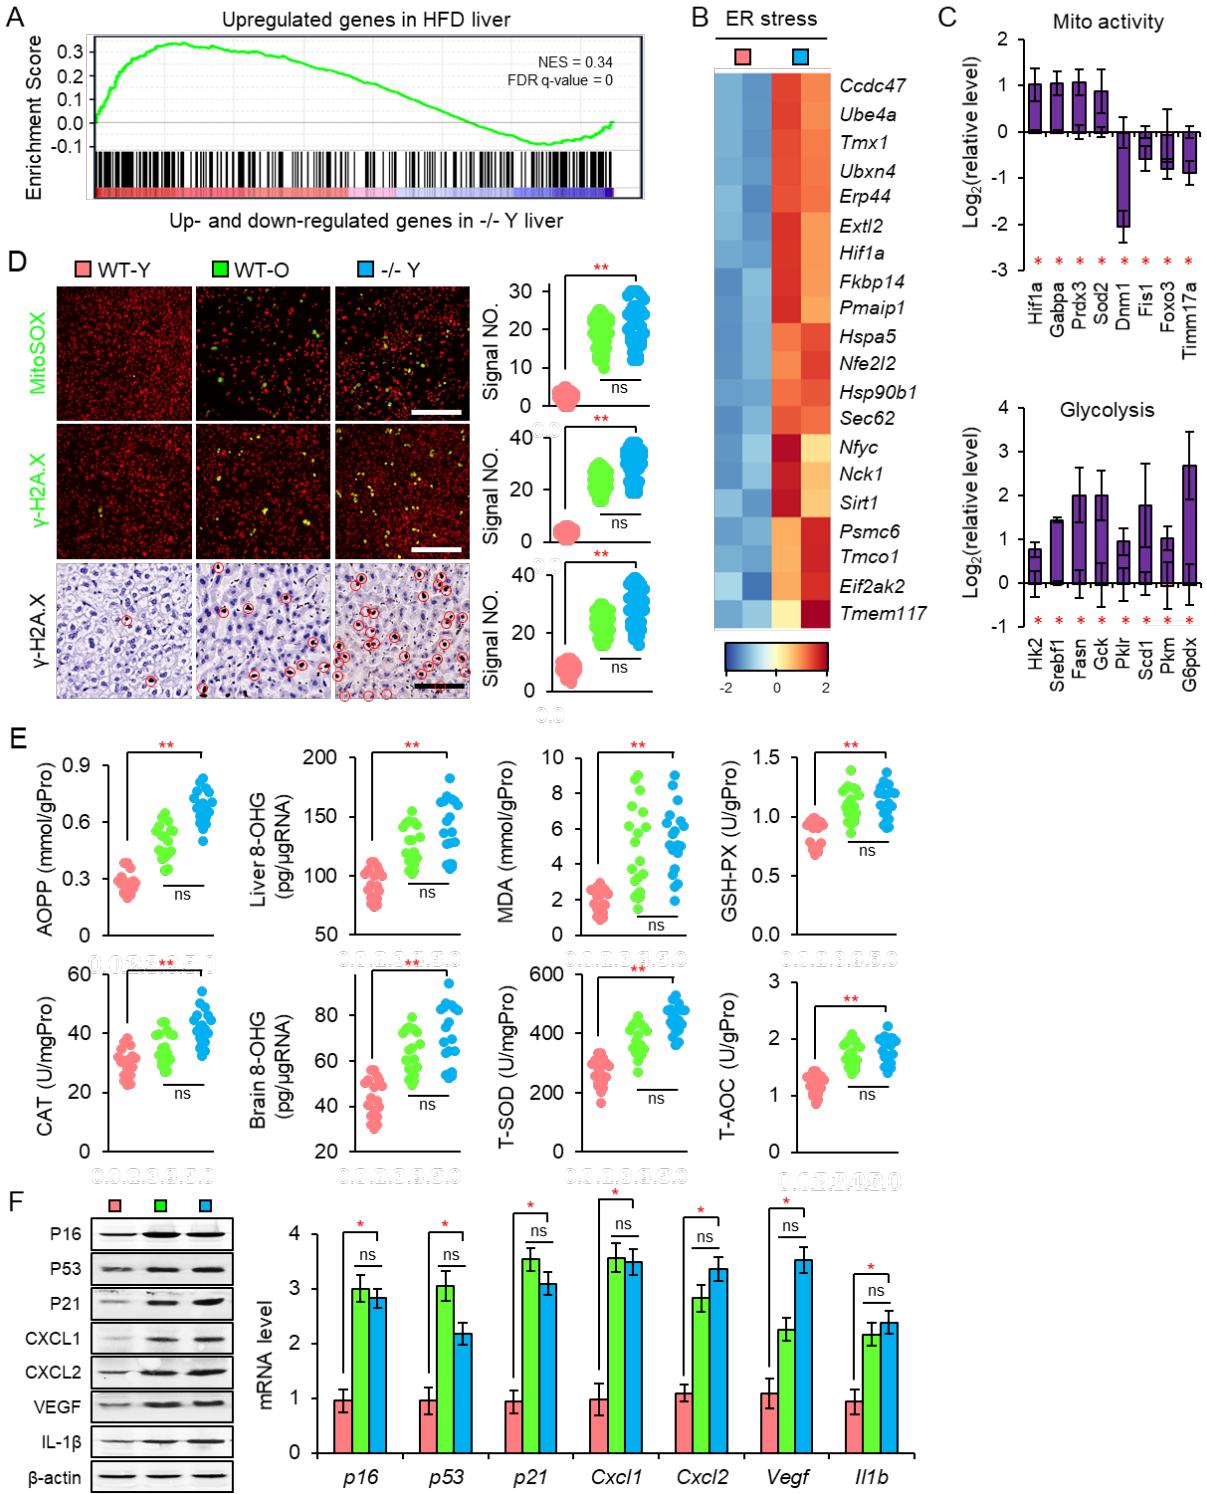 A
Upregulated genes in HFD liver
Enrichment Score
0.3
0.2
0.1
0.0
-0.1
NES = 0.34
FDR q-value = 0
Up- and down-regulated genes in -/- Y liver
B
ER stress
Ccdc47
Ube4a
Tmx1
Ubxn4
Erp44
Extl2
Hif1a
Fkbp14
Pmaip1
Hspa5
Nfe2l2
Hsp90b1
Sec62
Nfyc
Nck1
Sirt1
Psmc6
Tmco1
Eif2ak2
Tmem117
-2 0 2
C
Mito activity
Log2(relative level)
2
1
0
-1
-2
-3
* * * * * * * *
Hif1a Gabpa Prdx3 Sod2 Dnm1 Fis1 Foxo3 Timm17a
Glycolysis
Log2(relative level)
4
3
2
1
0
-1
* * * * * * * *
Hk2 Srebf1 Fasn Gck Pklr Scd1 Pkm G6pdx
D
WT-Y WT-O -/- Y
MitoSOX
Signal NO.
30
20
10
0
**
ns
γ-H2A.X
Signal NO.
40
20
0
**
ns
γ-H2A.X
Signal NO.
40
20
0
**
ns
E
AOPP (mmol/gPro)
0.9
0.6
0.3
0
**
ns
Liver 8-OHG
(pg/μgRNA)
200
150
100
50
**
ns
MDA (mmol/gPro)
10
8
6
4
2
0
**
ns
GSH-PX (U/gPro)
1.5
1.0
0.5
0.0
**
ns
CAT (U/mgPro)
60
40
20
0
**
ns
Brain 8-OHG
(pg/μgRNA)
80
60
40
20
**
ns
T-SOD (U/mgPro)
600
400
200
0
**
ns
T-AOC (U/gPro)
3
2
1
0
**
ns
F
P16
P53
P21
CXCL1
CXCL2
VEGF
IL-1β
β-actin
mRNA level
4
3
2
1
0
* * * * * * *
ns ns ns ns ns ns ns
p16 p53 p21 Cxcl1 Cxcl2 Vegf Il1b